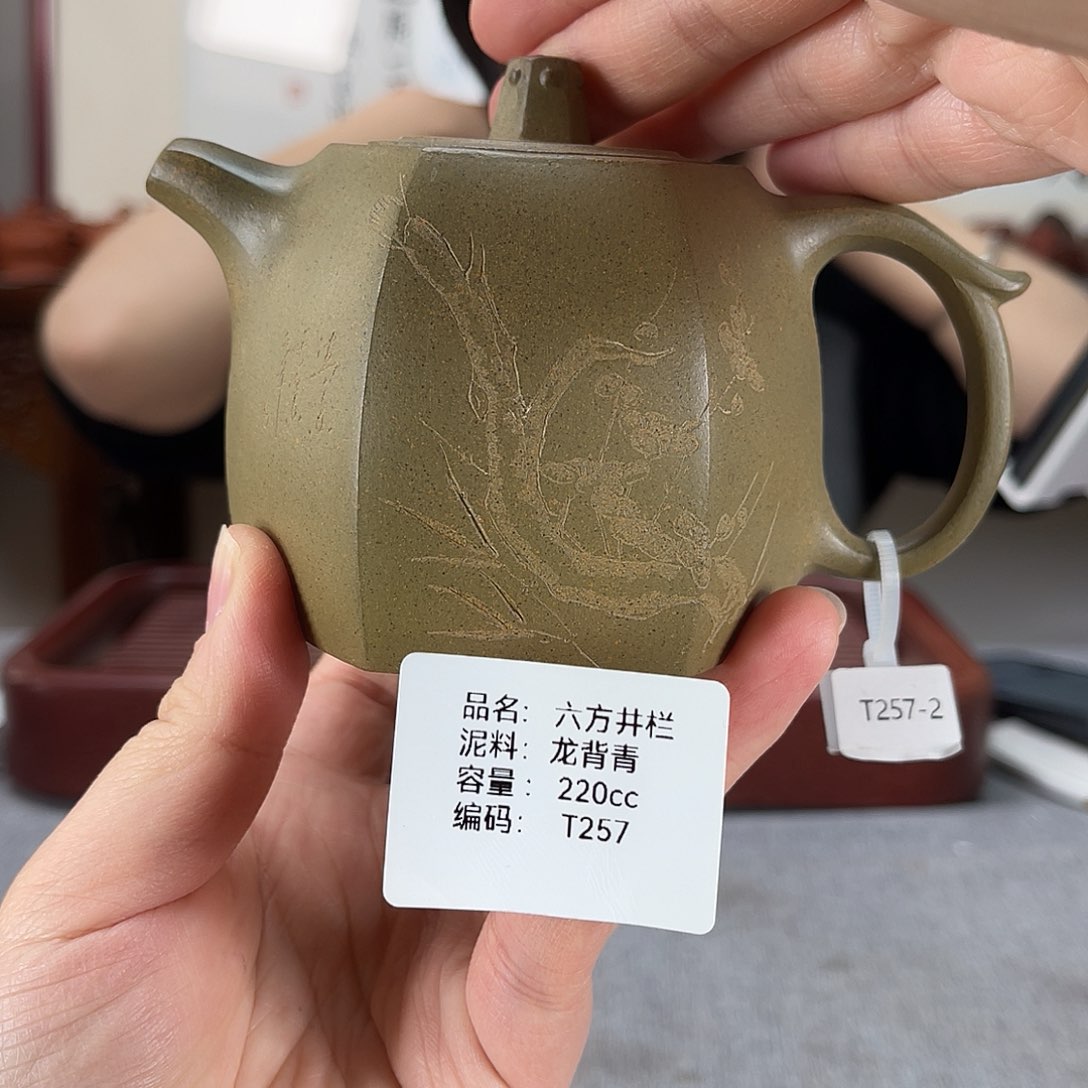 品名： 六方井栏
泥料： 龙背青
容量： 220cc
编码： T257
T257-2